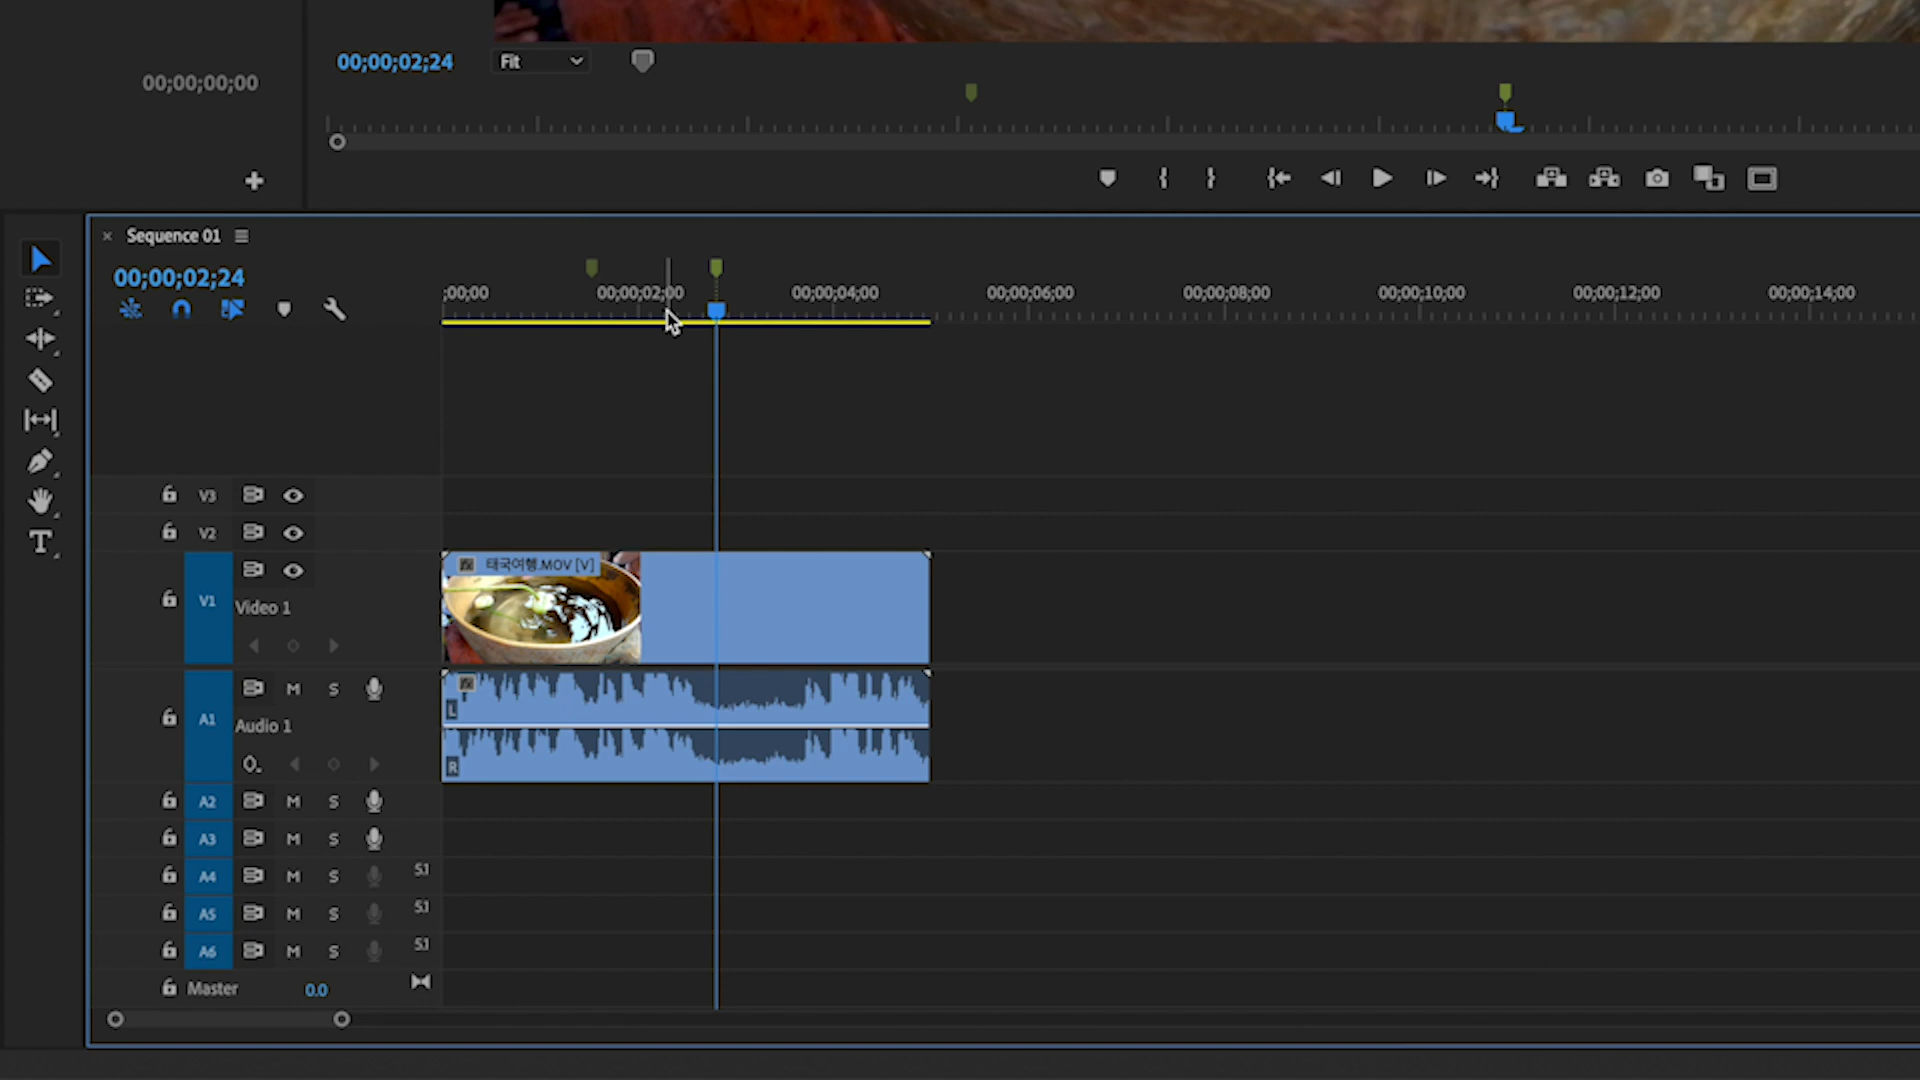 00;00;02;24
Fit
00;00;00;00
Sequence 01
00;00;02;24
;00;00
00;00;02;00
00;00;04;00
00;00;06;00
00;00;08;00
00;00;10;00
00;00;12;00
00;00;14;00
V3
V2
fx 태국여행.MOV [V]
V1
Video 1
fx
M S
L
A1
Audio 1
R
A2 M S
A3 M S
A4 M S 5.1
A5 M S 5.1
A6 M S 5.1
Master 0.0